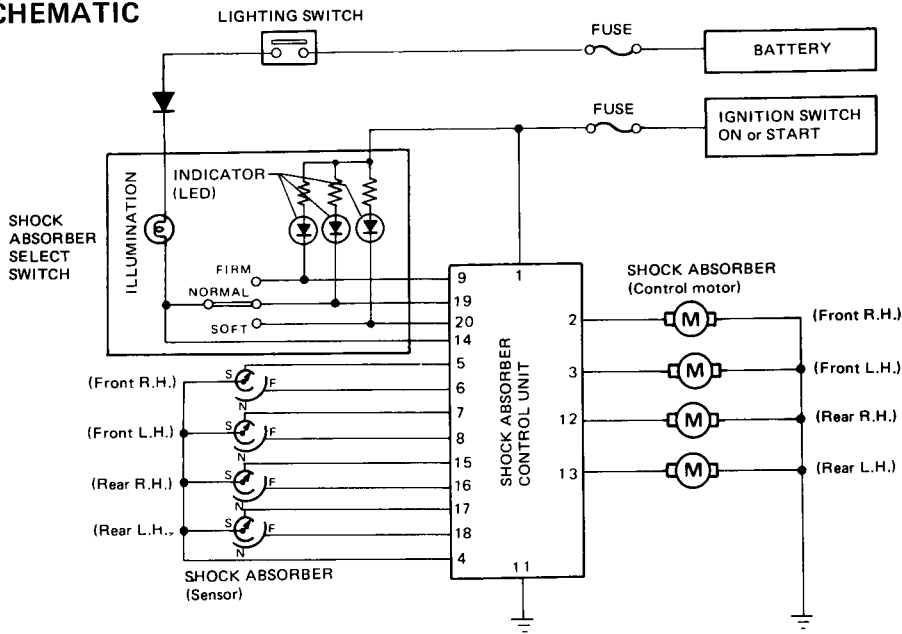 CHEMATIC
LIGHTING SWITCH
FUSE
BATTERY
FUSE
IGNITION SWITCH
ON or START
INDICATOR
(LED)
ILLUMINATION
SHOCK
ABSORBER
SELECT
SWITCH
FIRM
NORMAL
SOFT
9
19
20
14
1
SHOCK ABSORBER
(Control motor)
2
M
(Front R.H.)
3
M
(Front L.H.)
12
M
(Rear R.H.)
13
M
(Rear L.H.)
SHOCK ABSORBER
CONTROL UNIT
5
(Front R.H.)
S
F
N
6
7
(Front L.H.)
S
F
N
8
15
(Rear R.H.)
S
F
N
16
17
(Rear L.H.)
S
F
N
18
4
11
SHOCK ABSORBER
(Sensor)